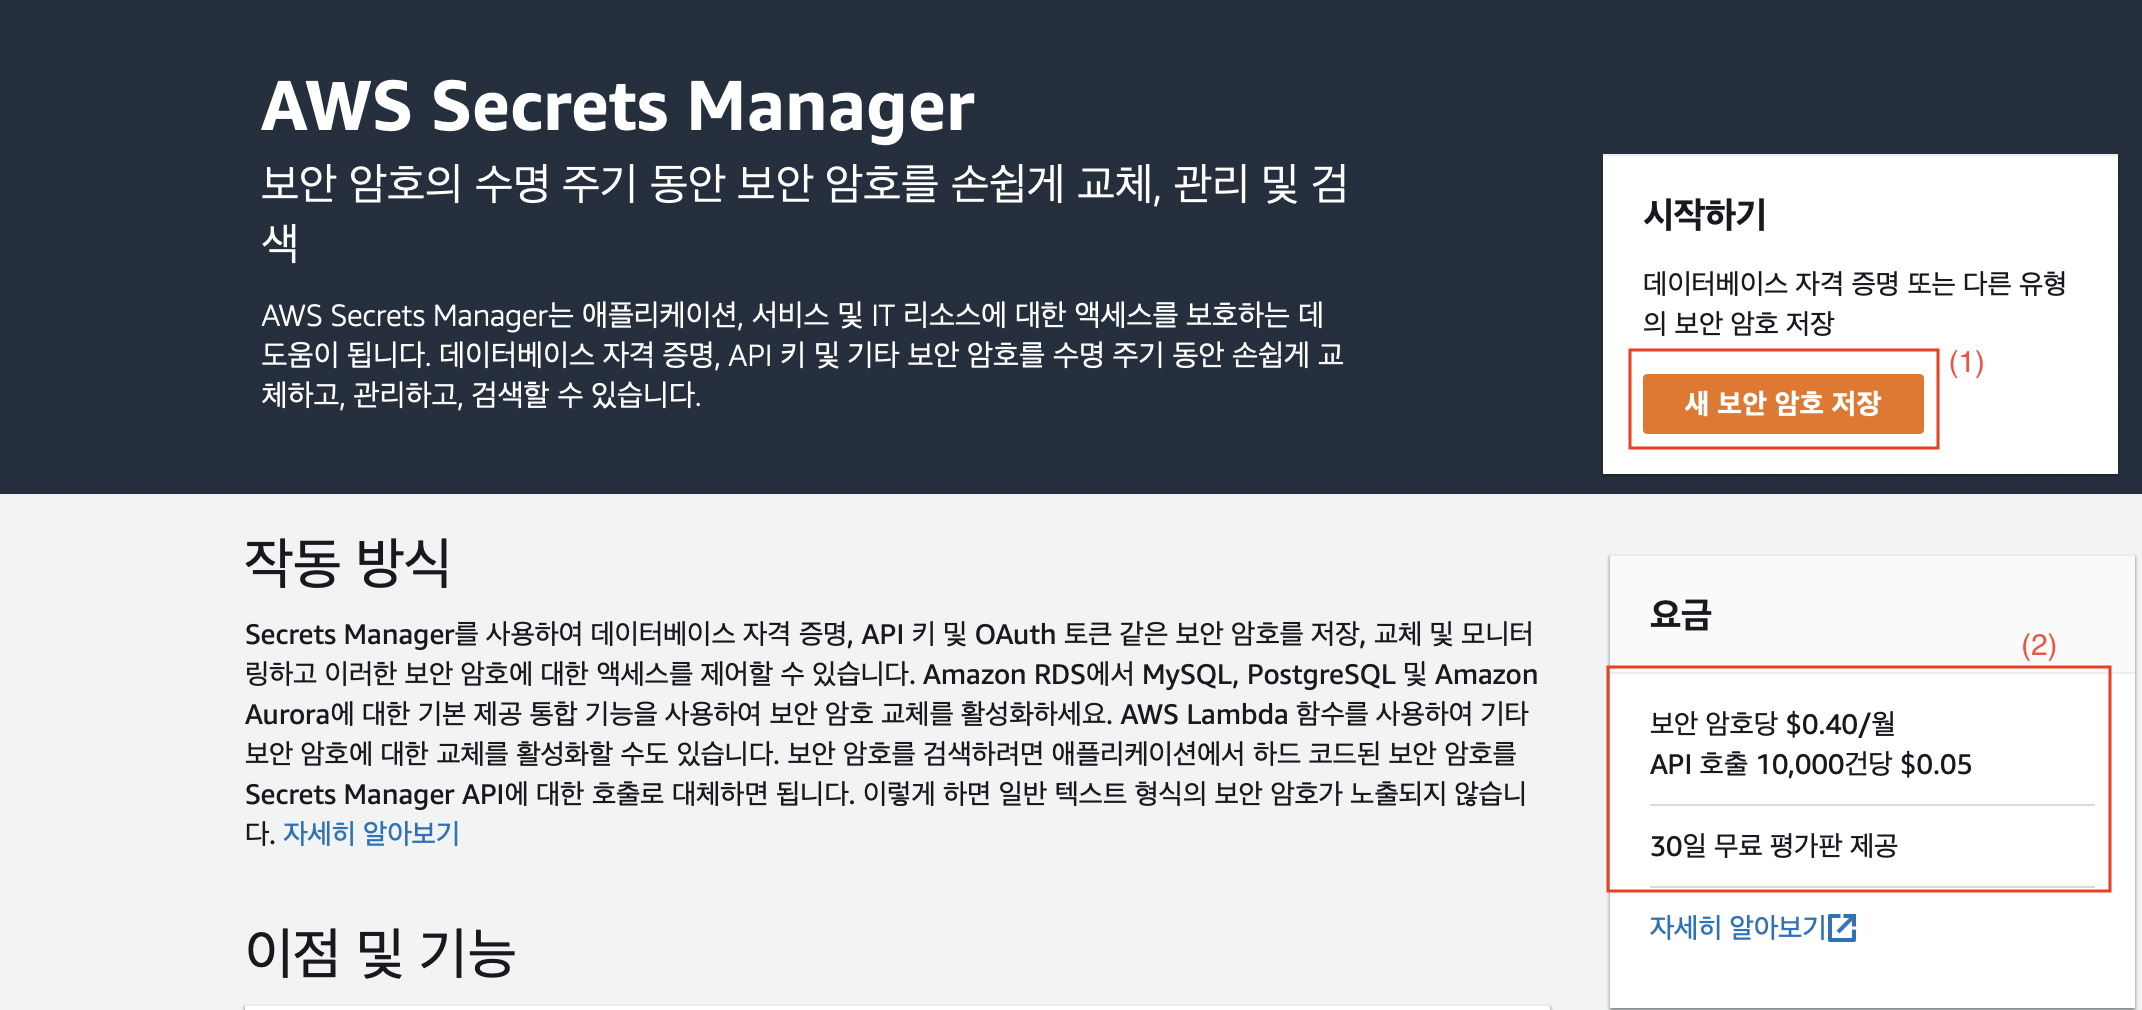 AWS Secrets Manager
보안 암호의 수명 주기 동안 보안 암호를 손쉽게 교체, 관리 및 검
색
AWS Secrets Manager는 애플리케이션, 서비스 및 IT 리소스에 대한 액세스를 보호하는 데
도움이 됩니다. 데이터베이스 자격 증명, API 키 및 기타 보안 암호를 수명 주기 동안 손쉽게 교
체하고, 관리하고, 검색할 수 있습니다.
시작하기
데이터베이스 자격 증명 또는 다른 유형
의 보안 암호 저장
(1)
새 보안 암호 저장
작동 방식
Secrets Manager를 사용하여 데이터베이스 자격 증명, API 키 및 OAuth 토큰 같은 보안 암호를 저장, 교체 및 모니터
링하고 이러한 보안 암호에 대한 액세스를 제어할 수 있습니다. Amazon RDS에서 MySQL, PostgreSQL 및 Amazon
Aurora에 대한 기본 제공 통합 기능을 사용하여 보안 암호 교체를 활성화하세요. AWS Lambda 함수를 사용하여 기타
보안 암호에 대한 교체를 활성화할 수도 있습니다. 보안 암호를 검색하려면 애플리케이션에서 하드 코드된 보안 암호를
Secrets Manager API에 대한 호출로 대체하면 됩니다. 이렇게 하면 일반 텍스트 형식의 보안 암호가 노출되지 않습니
다. 자세히 알아보기
이점 및 기능
요금
(2)
보안 암호당 $0.40/월
API 호출 10,000건당 $0.05
30일 무료 평가판 제공
자세히 알아보기